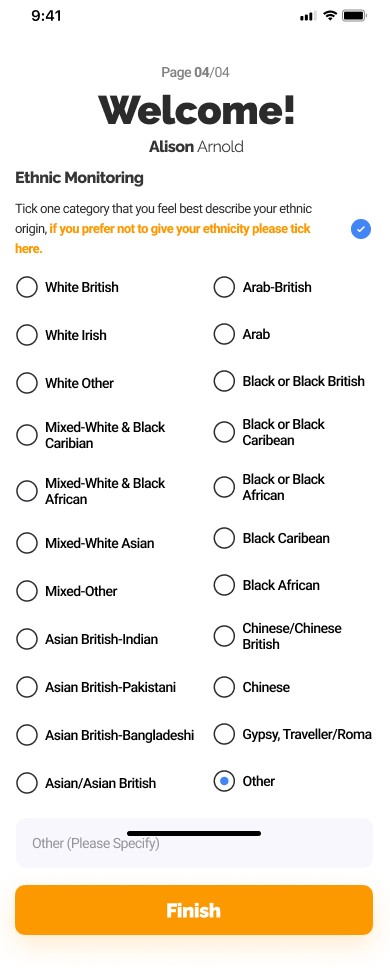 9:41
Page 04/04
Welcome!
Alison Arnold
Ethnic Monitoring
Tick one category that you feel best describe your ethnic
origin, if you prefer not to give your ethnicity please tick
here.
White British
White Irish
White Other
Mixed-White & Black
Caribian
Mixed-White & Black
African
Mixed-White Asian
Mixed-Other
Asian British-Indian
Asian British-Pakistani
Asian British-Bangladeshi
Asian/Asian British
Arab-British
Arab
Black or Black British
Black or Black
Caribean
Black or Black
African
Black Caribean
Black African
Chinese/Chinese
British
Chinese
Gypsy, Traveller/Roma
Other
Other (Please Specify)
Finish